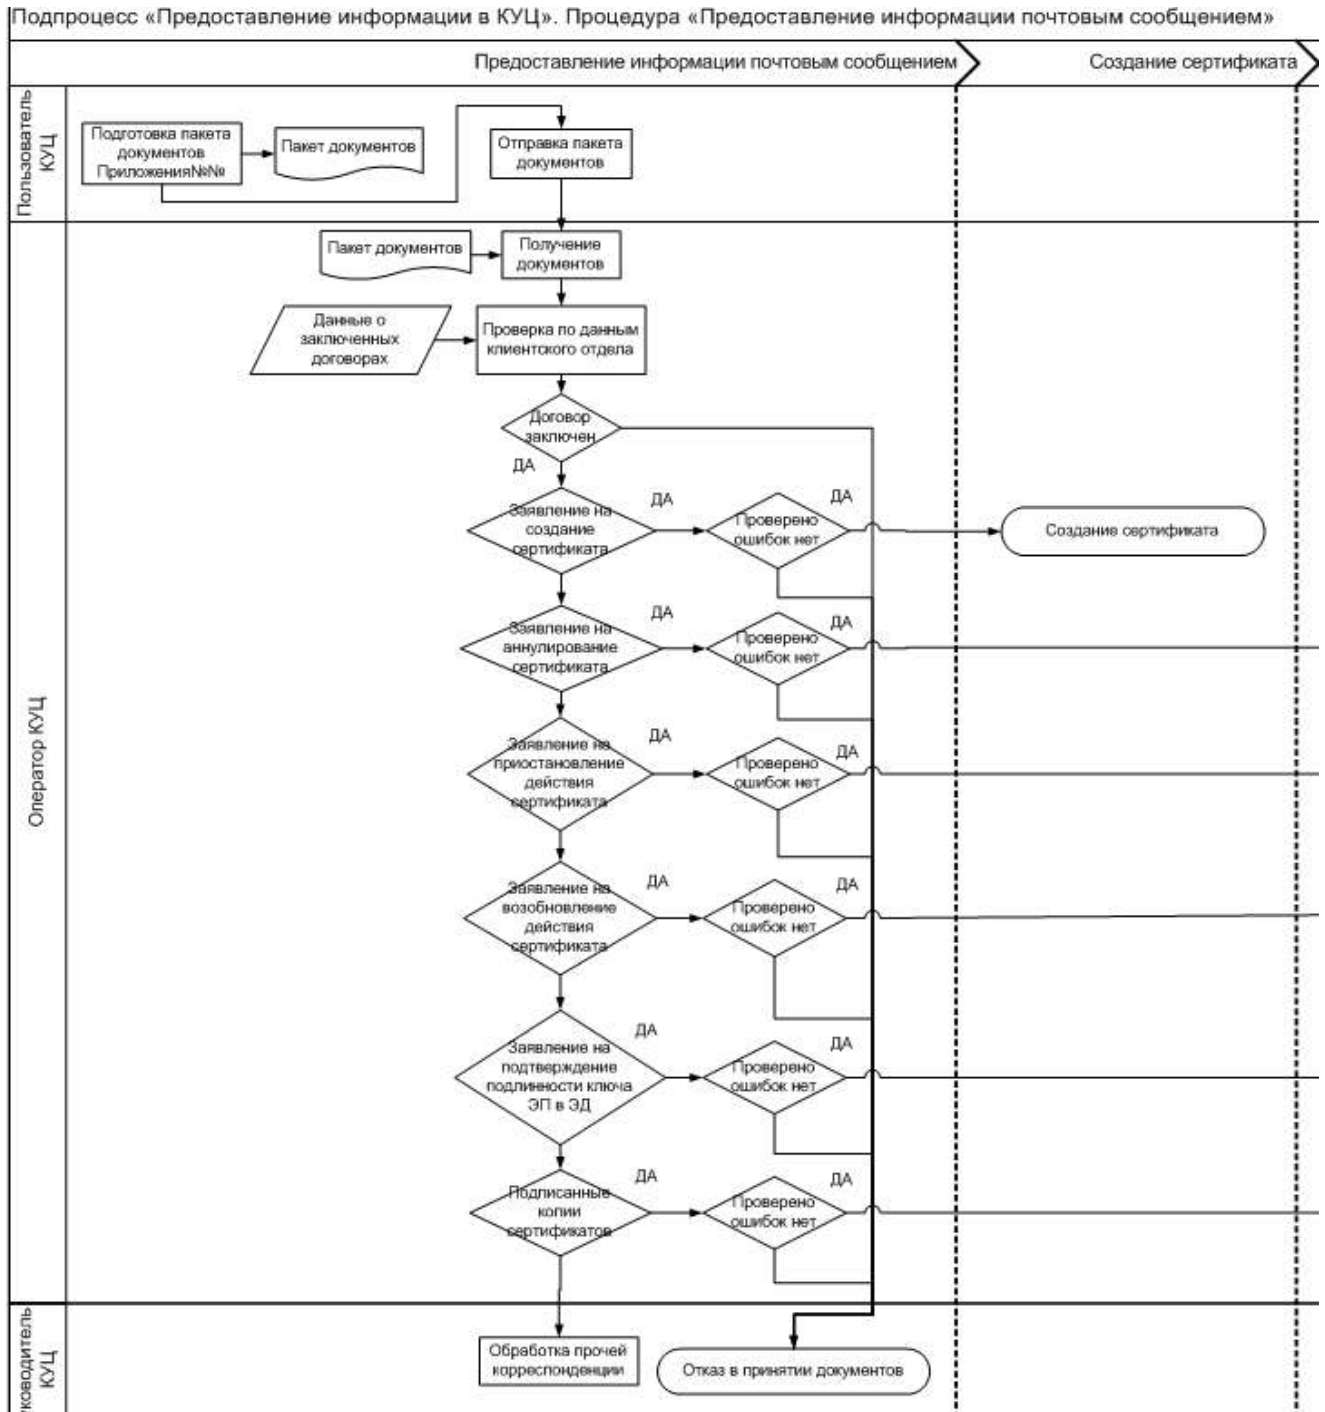 Подпроцесс «Предоставление информации в КУЦ». Процедура «Предоставление информации почтовым сообщением»
Предоставление информации почтовым сообщением
Создание сертификата
Пользователь
КУЦ
Подготовка пакета
документов
Приложения№№
Пакет документов
Отправка пакета
документов
Оператор КУЦ
Пакет документов
Получение
документов
Данные о
заключенных
договорах
Проверка по данным
клиентского отдела
Договор
заключен
ДА
Заявление на
создание
сертификата
ДА
Проверено
ошибок нет
ДА
Создание сертификата
Заявление на
аннулирование
сертификата
ДА
Проверено
ошибок нет
ДА
Заявление на
приостановление
действия
сертификата
ДА
Проверено
ошибок нет
ДА
Заявление на
возобновление
действия
сертификата
ДА
Проверено
ошибок нет
ДА
Заявление на
подтверждение
подлинности ключа
ЭП в ЭД
ДА
Проверено
ошибок нет
ДА
Подписанные
копии
сертификатов
ДА
Проверено
ошибок нет
ДА
уководитель
КУЦ
Обработка прочей
корреспонденции
Отказ в принятии документов